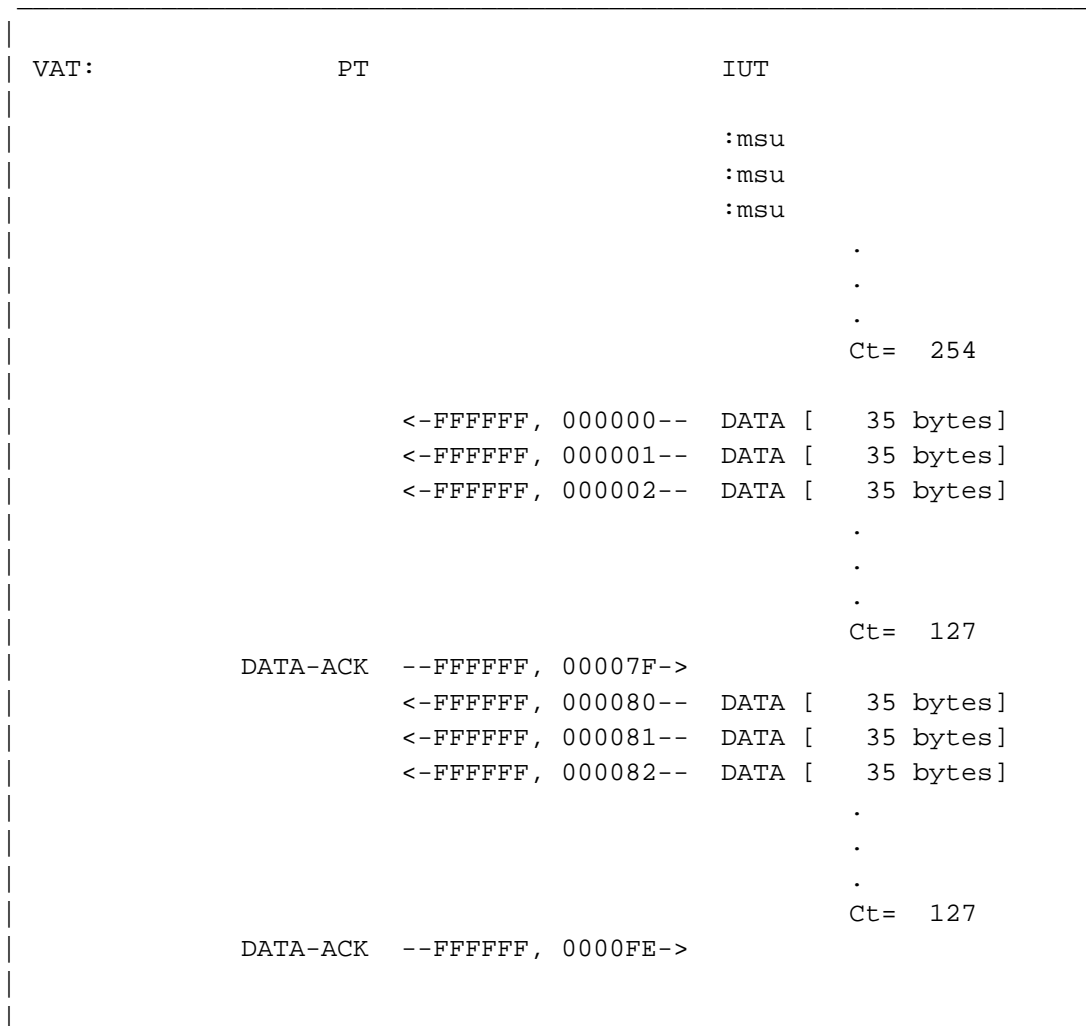 VAT: PT IUT
:msu
:msu
:msu
.
.
.
Ct= 254
<-FFFFFF, 000000-- DATA [ 35 bytes]
<-FFFFFF, 000001-- DATA [ 35 bytes]
<-FFFFFF, 000002-- DATA [ 35 bytes]
.
.
.
Ct= 127
DATA-ACK --FFFFFF, 00007F->
<-FFFFFF, 000080-- DATA [ 35 bytes]
<-FFFFFF, 000081-- DATA [ 35 bytes]
<-FFFFFF, 000082-- DATA [ 35 bytes]
.
.
.
Ct= 127
DATA-ACK --FFFFFF, 0000FE->